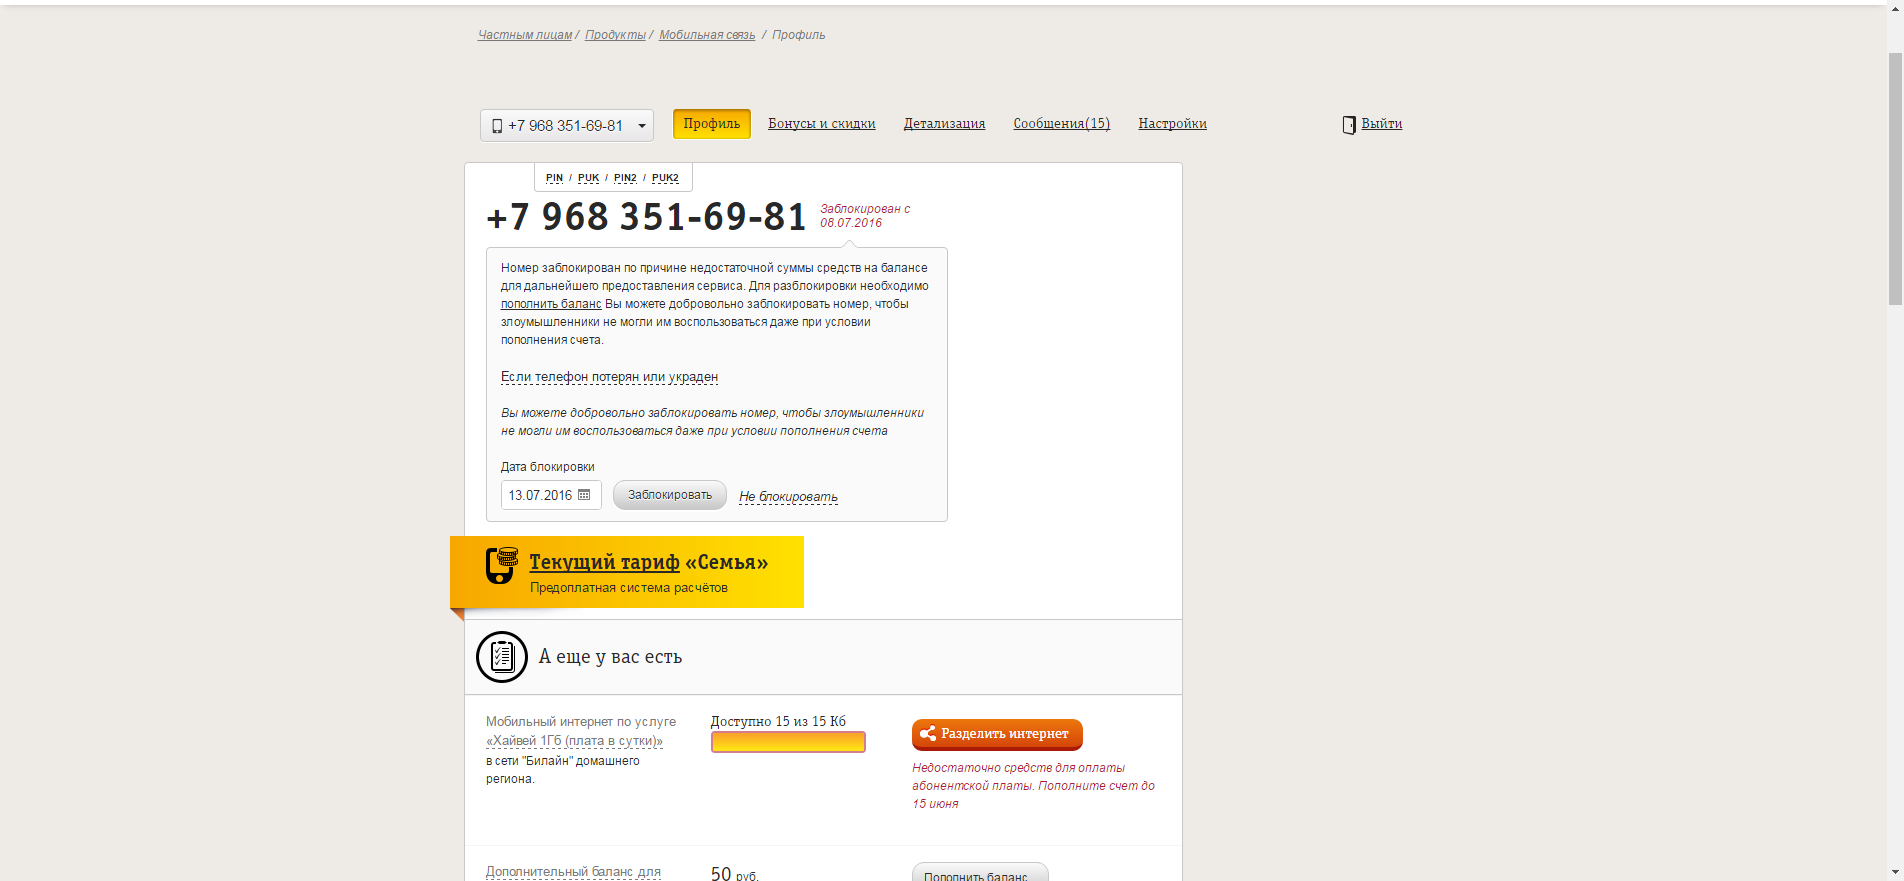 Частным лицам / Продукты / Мобильная связь / Профиль
+7 968 351-69-81
Профиль
Бонусы и скидки
Детализация
Сообщения(15)
Настройки
Выйти
PIN / PUK / PIN2 / PUK2
+7 968 351-69-81
Заблокирован с
08.07.2016
Номер заблокирован по причине недостаточной суммы средств на балансе
для дальнейшего предоставления сервиса. Для разблокировки необходимо
пополнить баланс Вы можете добровольно заблокировать номер, чтобы
злоумышленники не могли им воспользоваться даже при условии
пополнения счета.
Если телефон потерян или украден
Вы можете добровольно заблокировать номер, чтобы злоумышленники
не могли им воспользоваться даже при условии пополнения счета
Дата блокировки
13.07.2016
Заблокировать
Не блокировать
Текущий тариф «Семья»
Предоплатная система расчётов
А еще у вас есть
Мобильный интернет по услуге
«Хайвей 1Гб (плата в сутки)»
в сети "Билайн" домашнего
региона.
Доступно 15 из 15 Кб
Разделить интернет
Недостаточно средств для оплаты
абонентской платы. Пополните счет до
15 июня
Дополнительный баланс для
50 руб.
Пополнить баланс